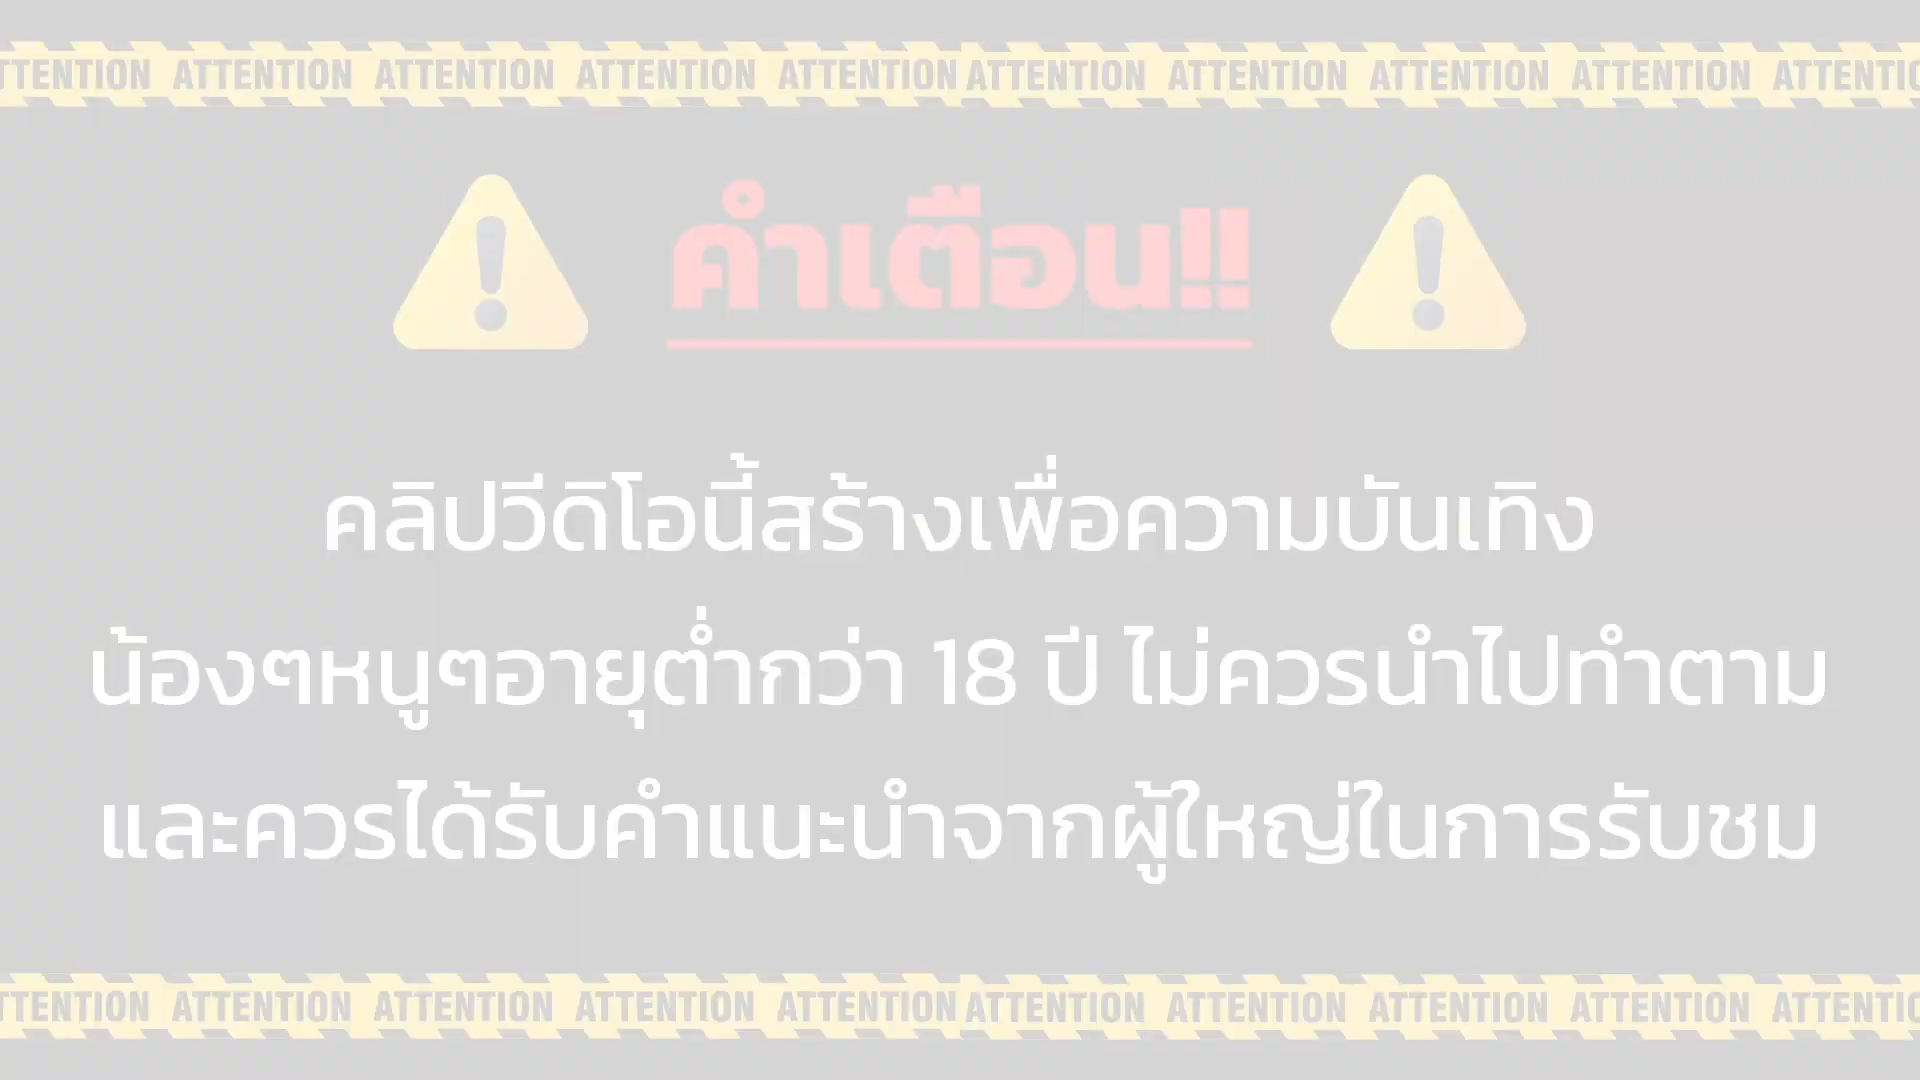 TTENTION ATTENTION ATTENTION ATTENTION ATTENTION ATTENTION ATTENTION ATTENTION ATTENTION ATTENTIO
คำเตือน!!
คลิปวีดิโอนี้สร้างเพื่อความบันเทิง
น้องๆหนูๆอายุต่ำกว่า 18 ปี ไม่ควรนำไปทำตาม
และควรได้รับคำแนะนำจากผู้ใหญ่ในการรับชม
TTENTION ATTENTION ATTENTION ATTENTION ATTENTION ATTENTION ATTENTION ATTENTION ATTENTION ATTENTIO